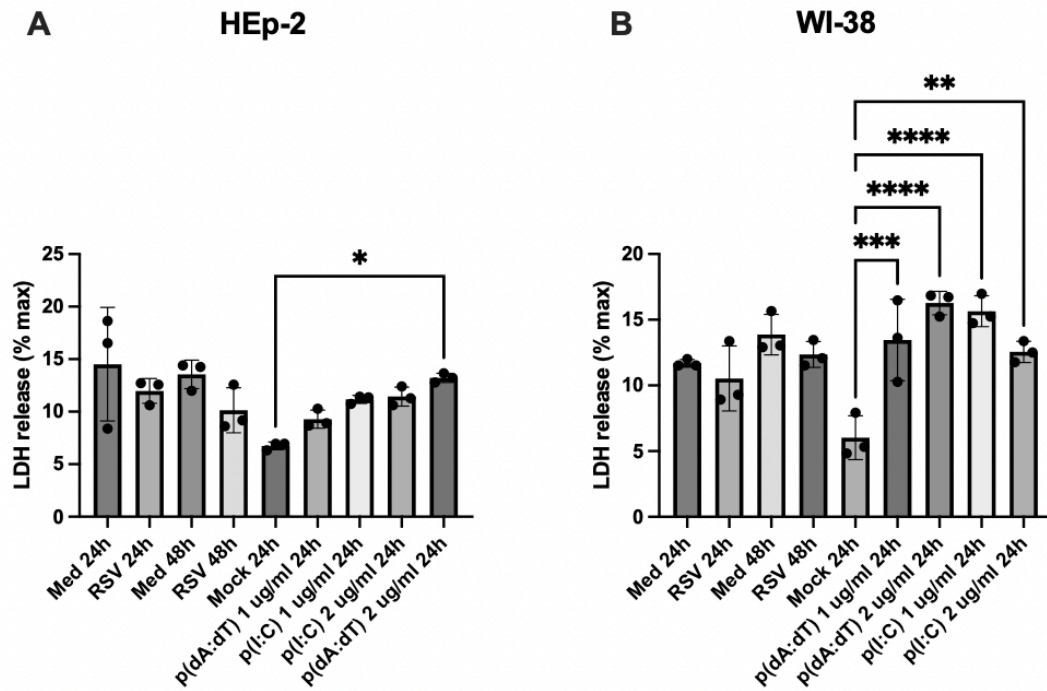 A
HEp-2
LDH release (% max)
25
20
15
10
5
0
*
Med 24h
RSV 24h
Med 48h
RSV 48h
Mock 24h
p(dA:dT) 1 ug/ml 24h
p(I:C) 1 ug/ml 24h
p(I:C) 2 ug/ml 24h
p(dA:dT) 2 ug/ml 24h
B
WI-38
LDH release (% max)
20
15
10
5
0
**
****
****
***
Med 24h
RSV 24h
Med 48h
RSV 48h
Mock 24h
p(dA:dT) 1 ug/ml 24h
p(dA:dT) 2 ug/ml 24h
p(I:C) 1 ug/ml 24h
p(I:C) 2 ug/ml 24h